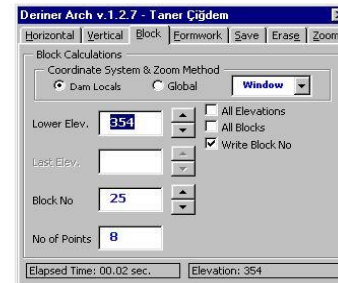 Deriner Arch v.1.2.7 - Taner Çiğdem
Horizontal Vertical Block Formwork Save Erase Zoom
Block Calculations
Coordinate System & Zoom Method
Dam Locals Global Window
Lower Elev. 354 All Elevations
All Blocks
Write Block No
Last Elev.
Block No 25
No of Points 8
Elapsed Time: 00.02 sec. Elevation: 354